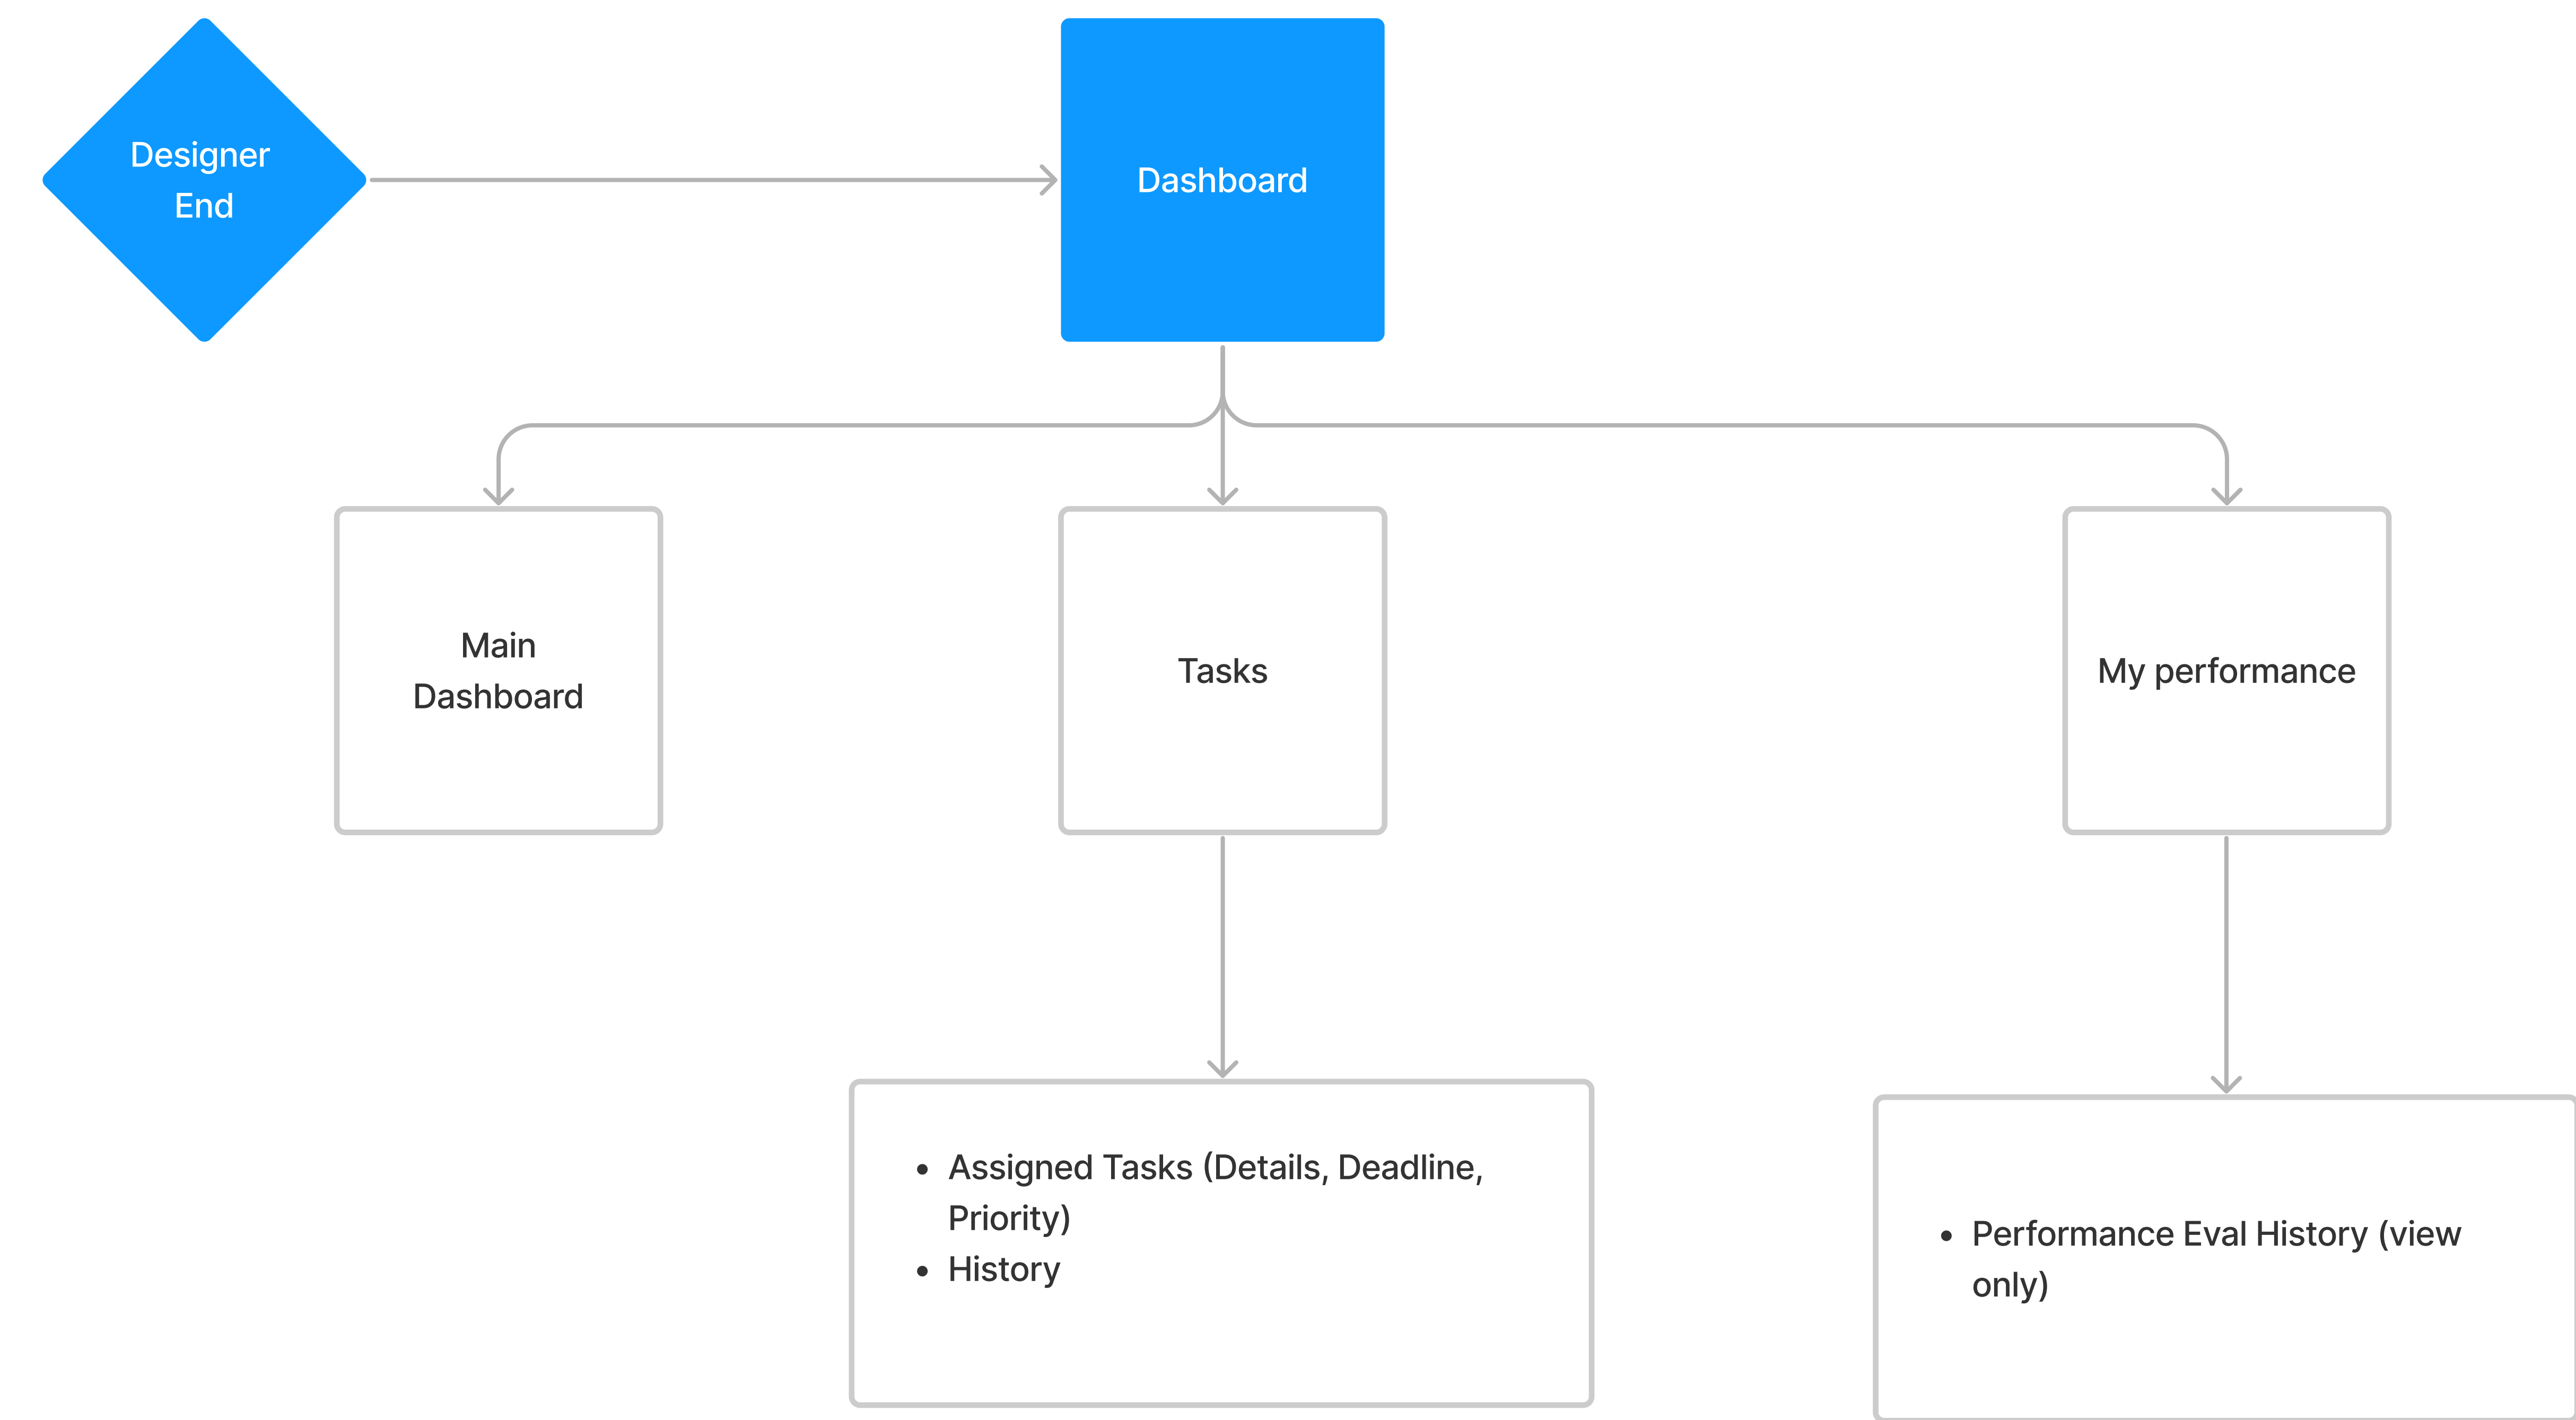 Designer
End
Dashboard
Main
Dashboard
Tasks
My performance
• Assigned Tasks (Details, Deadline,
Priority)
• History
• Performance Eval History (view
only)